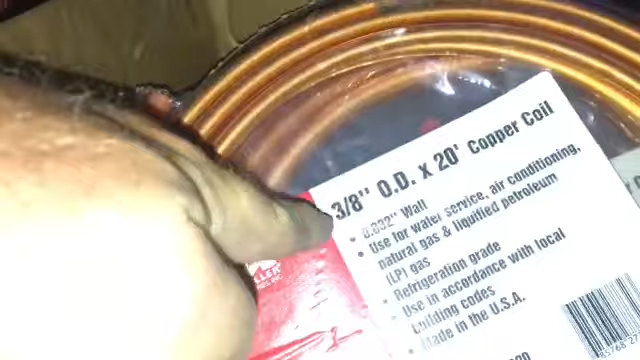 3/8" O.D. x 20' Copper Coil
• 0.032" Wall
• Use for water service, air conditioning,
natural gas & liquified petroleum
(LP) gas
• Refrigeration grade
• Use in accordance with local
building codes
• Made in the U.S.A.